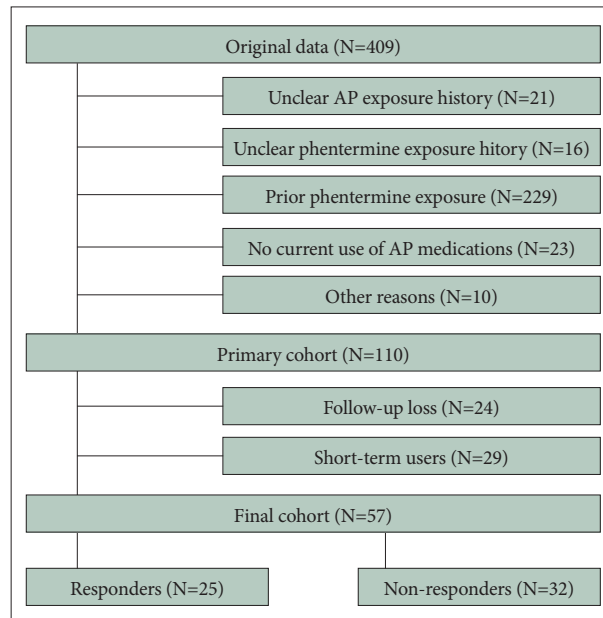 Original data (N=409)
Unclear AP exposure history (N=21)
Unclear phentermine exposure hitory (N=16)
Prior phentermine exposure (N=229)
No current use of AP medications (N=23)
Other reasons (N=10)
Primary cohort (N=110)
Follow-up loss (N=24)
Short-term users (N=29)
Final cohort (N=57)
Responders (N=25)
Non-responders (N=32)